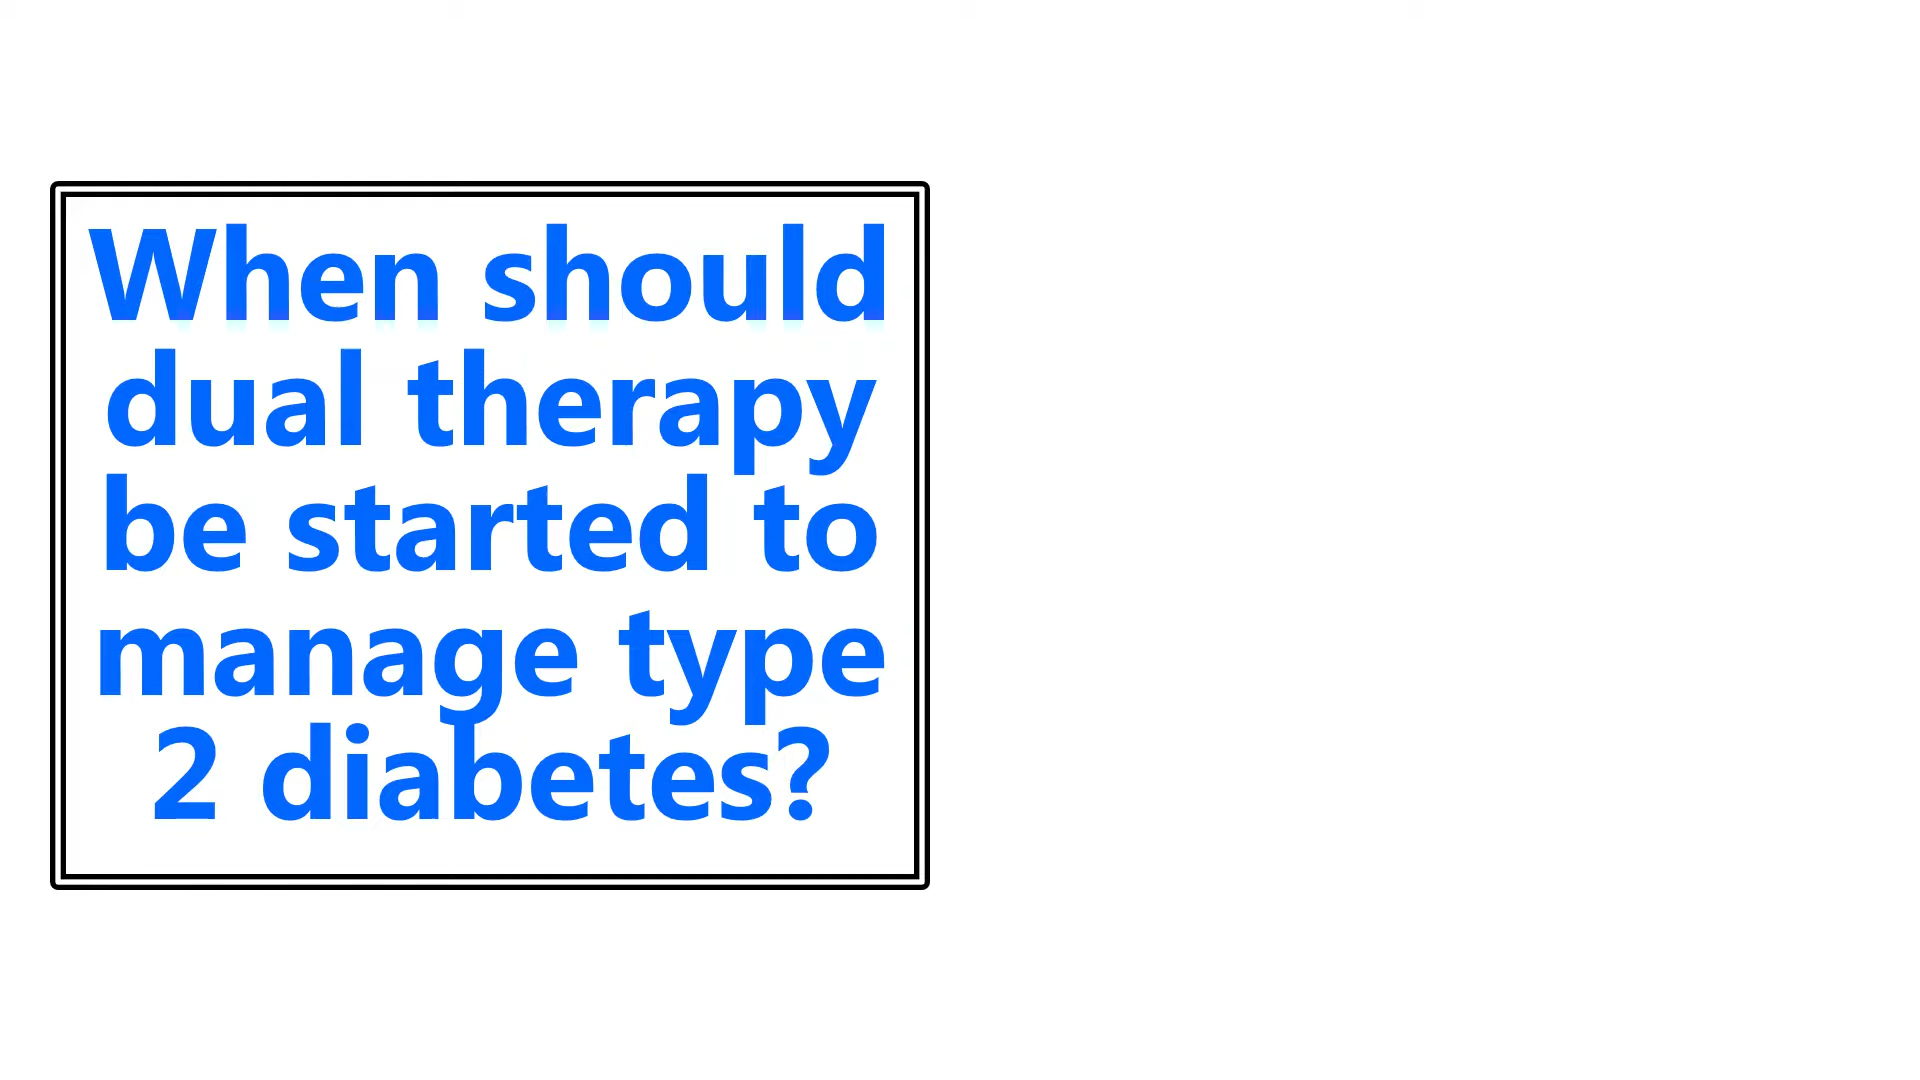 When should
dual therapy
be started to
manage type
2 diabetes?